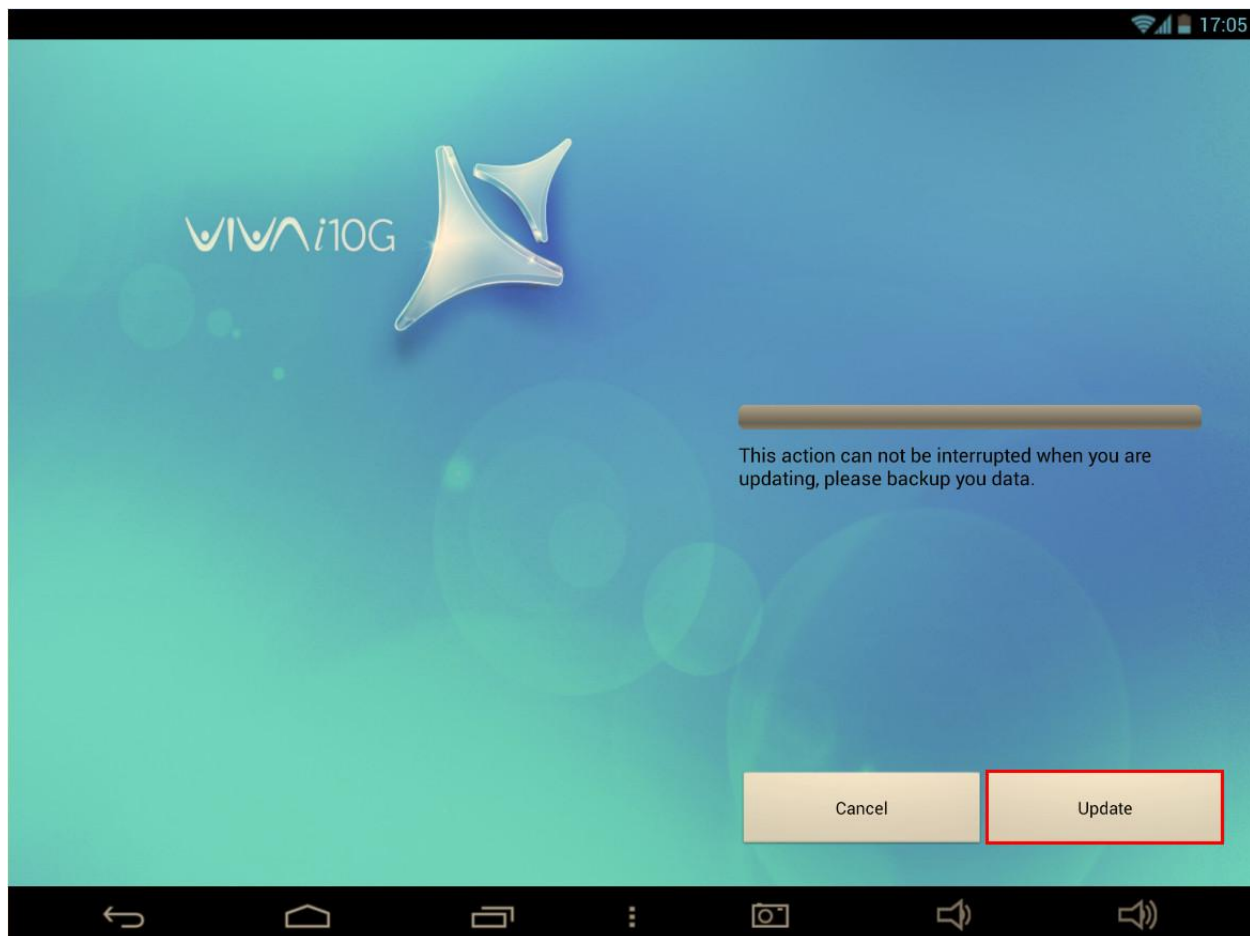 17:05
VIVA i10G
This action can not be interrupted when you are
updating, please backup you data.
Cancel
Update